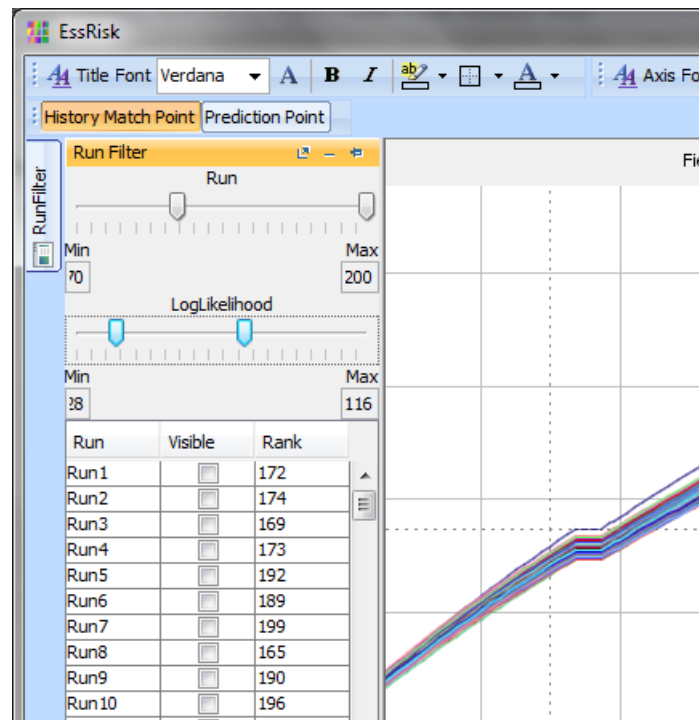 EssRisk
Title Font Verdana A B I ab A Axis Fo
History Match Point Prediction Point
RunFilter
Run Filter
Fie
Run
Min Max
70 200
LogLikelihood
Min Max
28 116
Run Visible Rank
Run1 172
Run2 174
Run3 169
Run4 173
Run5 192
Run6 189
Run7 199
Run8 165
Run9 190
Run10 196